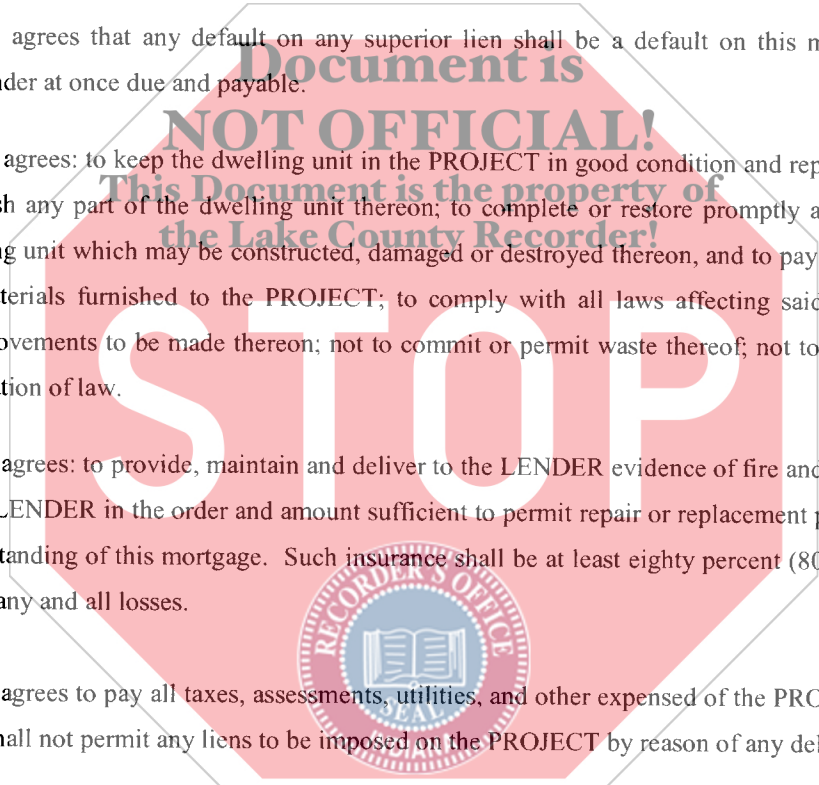 agrees that any default on any superior lien shall be a default on this m
der at once due and payable.
Document is
NOT OFFICIAL!
This Document is the property of
the Lake County Recorder!
agrees: to keep the dwelling unit in the PROJECT in good condition and rep
sh any part of the dwelling unit thereon; to complete or restore promptly a
g unit which may be constructed, damaged or destroyed thereon, and to pay
terials furnished to the PROJECT; to comply with all laws affecting said
ovements to be made thereon; not to commit or permit waste thereof; not to
tion of law.
STOP
agrees: to provide, maintain and deliver to the LENDER evidence of fire and
LENDER in the order and amount sufficient to permit repair or replacement p
tanding of this mortgage. Such insurance shall be at least eighty percent (80
any and all losses.
RECORDER'S OFFICE
SEAL
INDIANA
agrees to pay all taxes, assessments, utilities, and other expensed of the PRO
hall not permit any liens to be imposed on the PROJECT by reason of any del